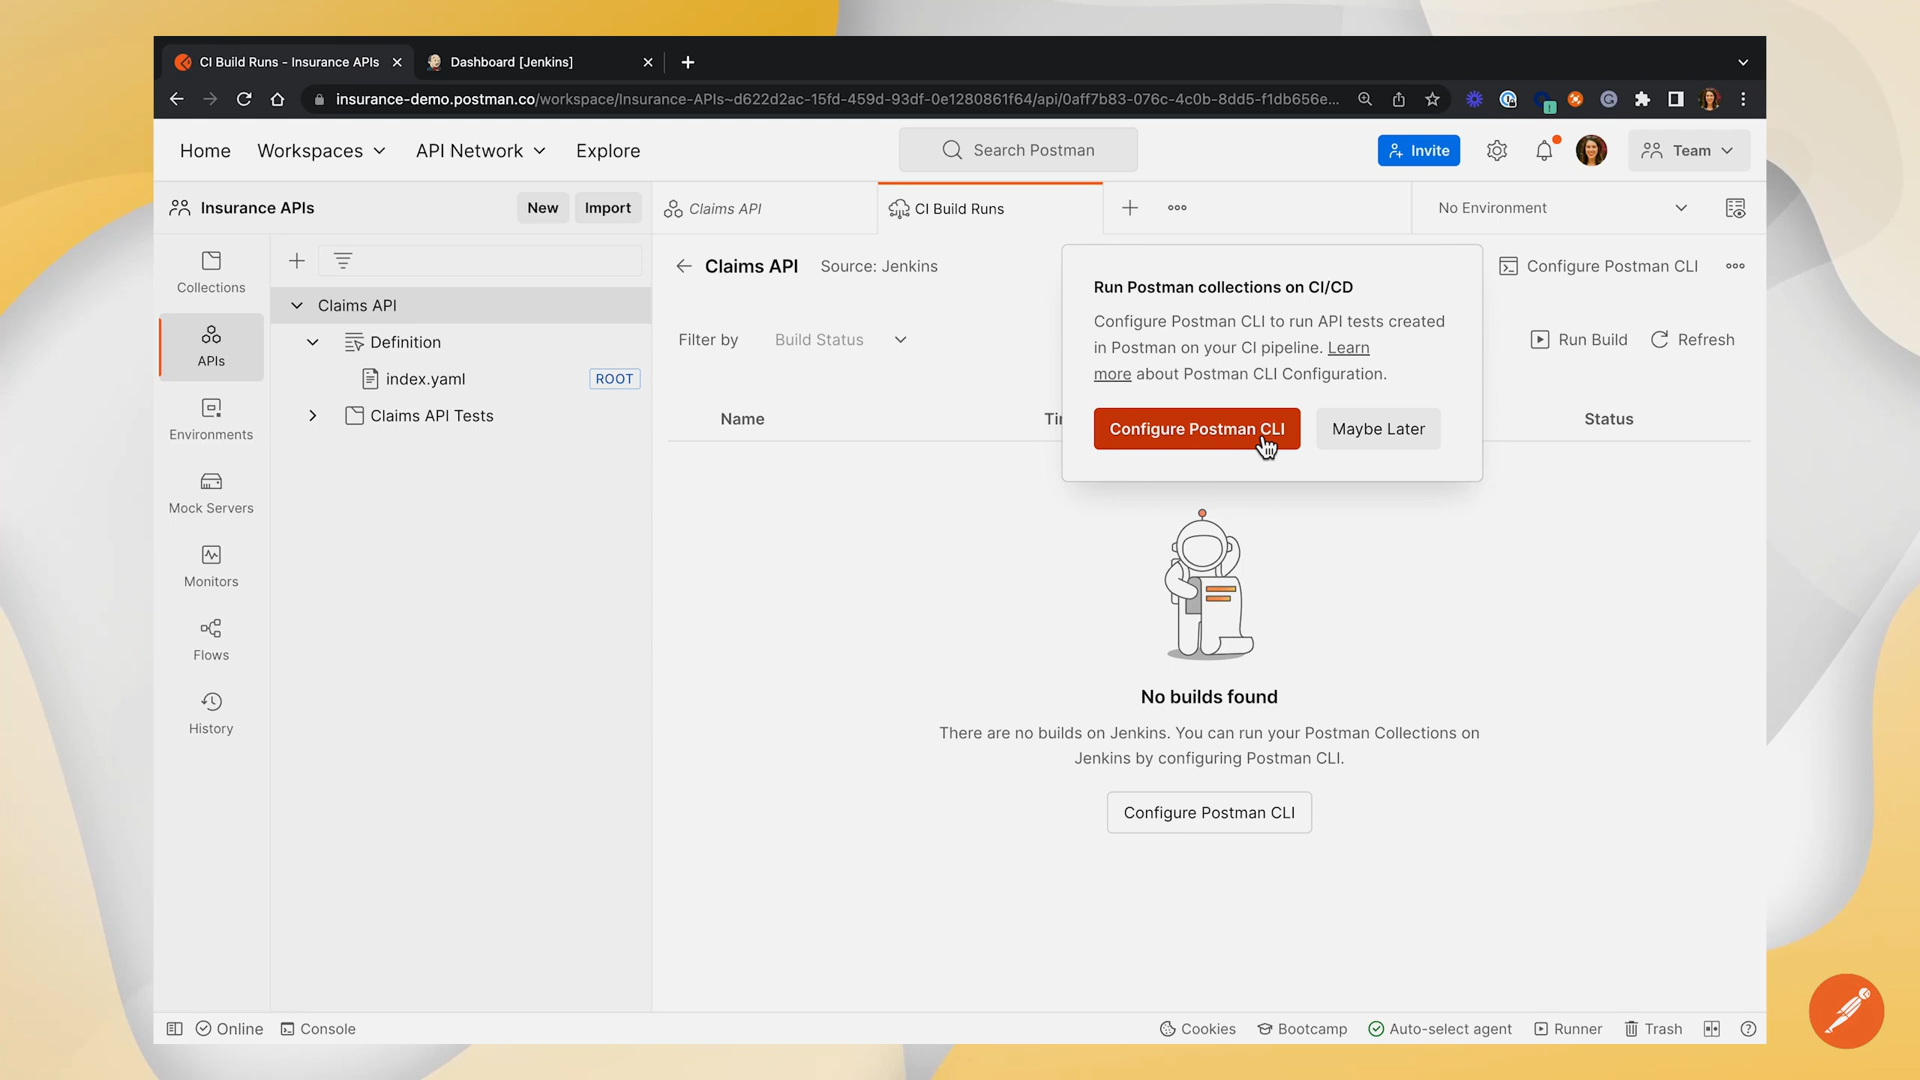 CI Build Runs - Insurance APIs
Dashboard [Jenkins]
insurance-demo.postman.co/workspace/Insurance-APIs~d622d2ac-15fd-459d-93df-0e1280861f64/api/0aff7b83-076c-4c0b-8dd5-f1db656e...
Home
Workspaces
API Network
Explore
Search Postman
Invite
Team
Insurance APIs
New
Import
Claims API
CI Build Runs
No Environment
Collections
APIs
Environments
Mock Servers
Monitors
Flows
History
Claims API
Definition
index.yaml
ROOT
Claims API Tests
Claims API
Source: Jenkins
Configure Postman CLI
Filter by
Build Status
Run Build
Refresh
Name
Status
Run Postman collections on CI/CD
Configure Postman CLI to run API tests created
in Postman on your CI pipeline. Learn
more about Postman CLI Configuration.
Configure Postman CLI
Maybe Later
No builds found
There are no builds on Jenkins. You can run your Postman Collections on
Jenkins by configuring Postman CLI.
Configure Postman CLI
Online
Console
Cookies
Bootcamp
Auto-select agent
Runner
Trash